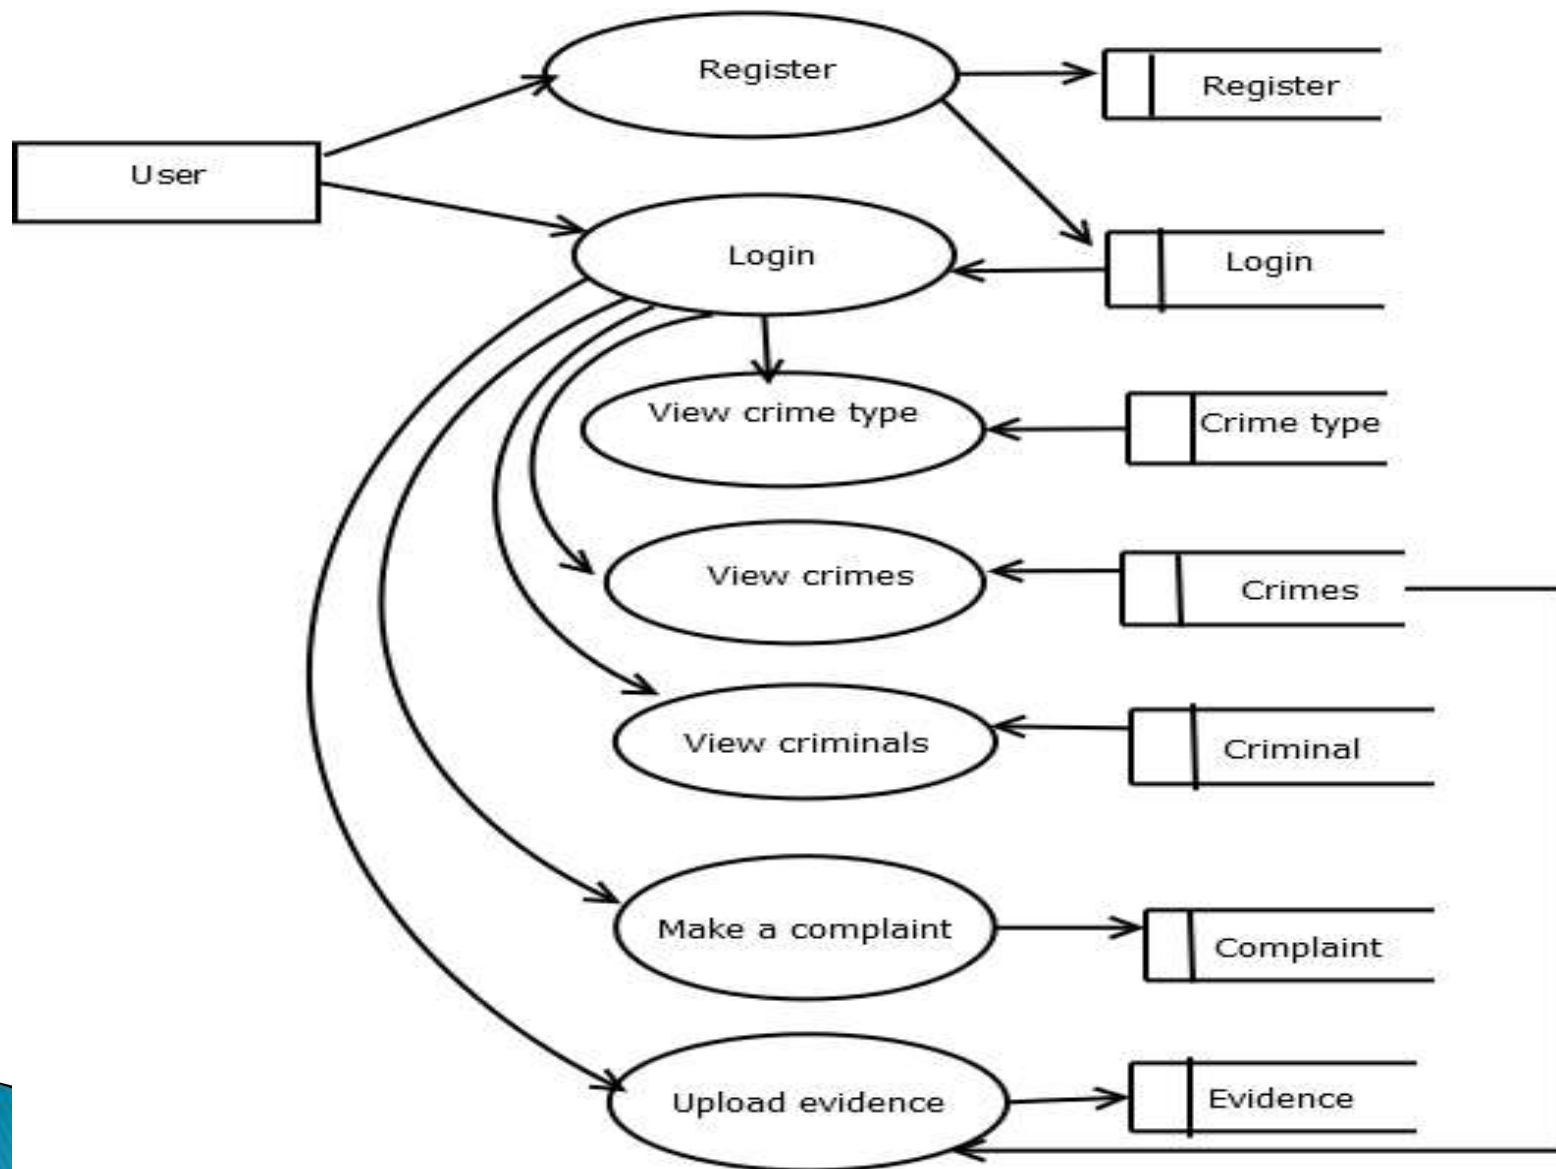 Register
Register
User
Login
Login
View crime type
Crime type
View crimes
Crimes
View criminals
Criminal
Make a complaint
Complaint
Upload evidence
Evidence